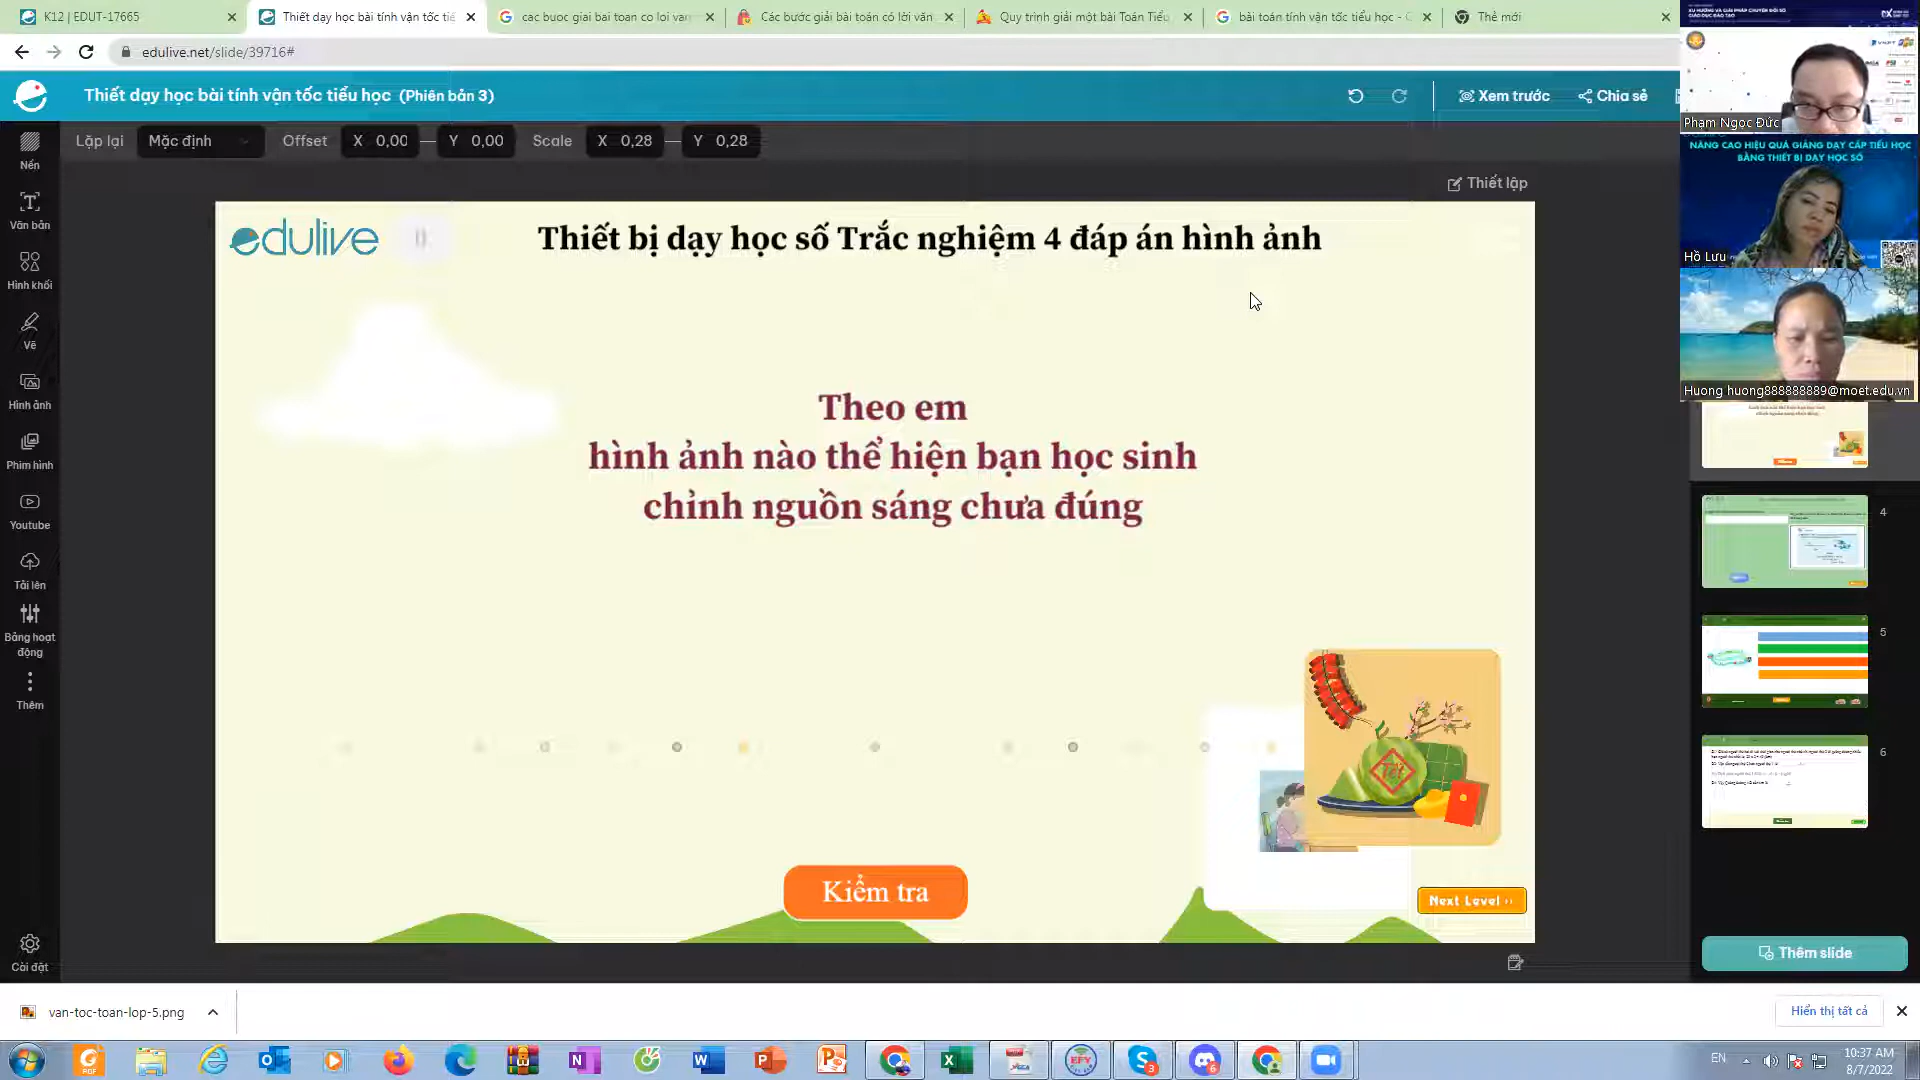 K12 | EDUT-17665
Thiết dạy học bài tính vận tốc tiể
cac buoc giai bai toan co loi van
Các bước giải bài toán có lời văn
Quy trình giải một bài Toán Tiểu
bài toán tính vận tốc tiểu học - G
Thẻ mới
edulive.net/slide/39716#
Thiết dạy học bài tính vận tốc tiểu học (Phiên bản 3)
Xem trước
Chia sẻ
Lặp lại
Mặc định
Offset
X 0,00
Y 0,00
Scale
X 0,28
Y 0,28
Thiết lập
Nền
Văn bản
Hình khối
Vẽ
Hình ảnh
Phim hình
Youtube
Tải lên
Bảng hoạt
động
Thêm
Cài đặt
edulive
0
Thiết bị dạy học số Trắc nghiệm 4 đáp án hình ảnh
Theo em
hình ảnh nào thể hiện bạn học sinh
chỉnh nguồn sáng chưa đúng
Tết
Kiểm tra
Next Level
Phạm Ngọc Đức
NÂNG CAO HIỆU QUẢ GIẢNG DẠY CẤP TIỂU HỌC
BẰNG THIẾT BỊ DẠY HỌC SỐ
Hồ Lưu
Huong huong888888889@moet.edu.vn
4
5
6
Thêm slide
van-toc-toan-lop-5.png
Hiển thị tất cả
EN
10:37 AM
8/7/2022